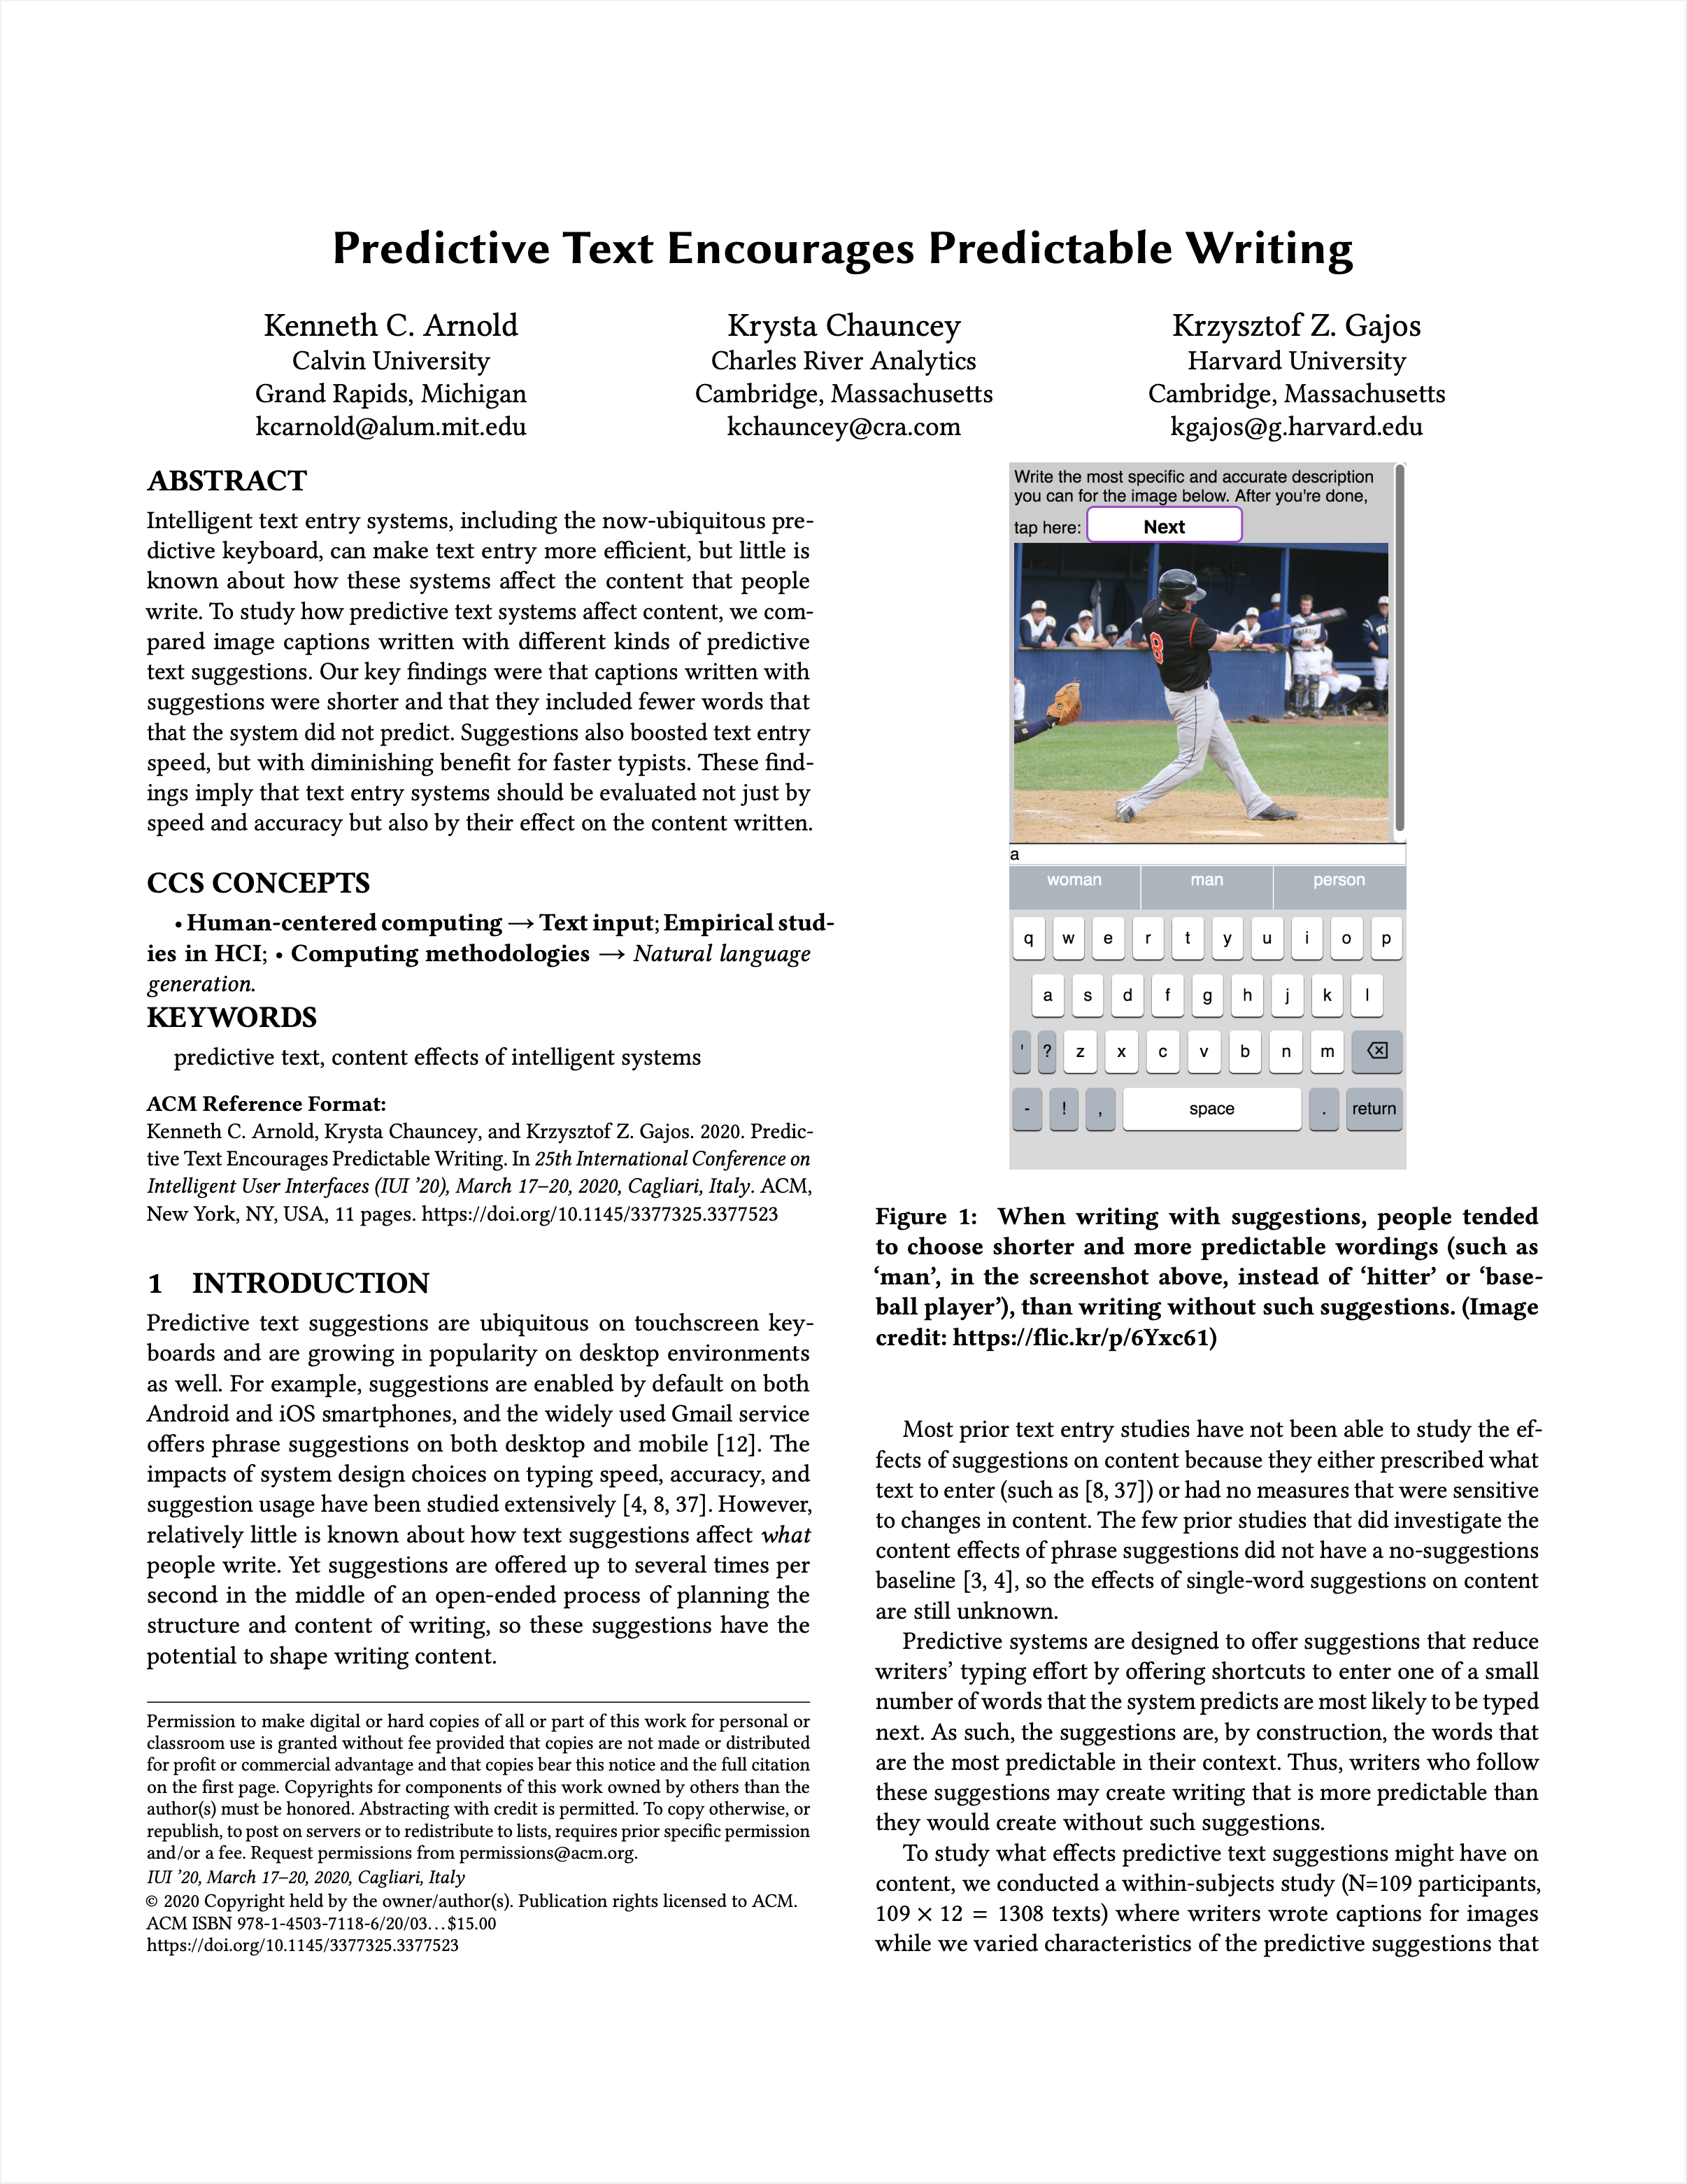 Predictive Text Encourages Predictable Writing
Kenneth C. Arnold
Calvin University
Grand Rapids, Michigan
kcarnold@alum.mit.edu
Krysta Chauncey
Charles River Analytics
Cambridge, Massachusetts
kchauncey@cra.com
Krzysztof Z. Gajos
Harvard University
Cambridge, Massachusetts
kgajos@g.harvard.edu
ABSTRACT
Intelligent text entry systems, including the now-ubiquitous pre-
dictive keyboard, can make text entry more efficient, but little is
known about how these systems affect the content that people
write. To study how predictive text systems affect content, we com-
pared image captions written with different kinds of predictive
text suggestions. Our key findings were that captions written with
suggestions were shorter and that they included fewer words that
that the system did not predict. Suggestions also boosted text entry
speed, but with diminishing benefit for faster typists. These find-
ings imply that text entry systems should be evaluated not just by
speed and accuracy but also by their effect on the content written.
CCS CONCEPTS
• Human-centered computing → Text input; Empirical stud-
ies in HCI; • Computing methodologies → Natural language
generation.
KEYWORDS
predictive text, content effects of intelligent systems
ACM Reference Format:
Kenneth C. Arnold, Krysta Chauncey, and Krzysztof Z. Gajos. 2020. Predic-
tive Text Encourages Predictable Writing. In 25th International Conference on
Intelligent User Interfaces (IUI ’20), March 17–20, 2020, Cagliari, Italy. ACM,
New York, NY, USA, 11 pages. https://doi.org/10.1145/3377325.3377523
1 INTRODUCTION
Predictive text suggestions are ubiquitous on touchscreen key-
boards and are growing in popularity on desktop environments
as well. For example, suggestions are enabled by default on both
Android and iOS smartphones, and the widely used Gmail service
offers phrase suggestions on both desktop and mobile [12]. The
impacts of system design choices on typing speed, accuracy, and
suggestion usage have been studied extensively [4, 8, 37]. However,
relatively little is known about how text suggestions affect what
people write. Yet suggestions are offered up to several times per
second in the middle of an open-ended process of planning the
structure and content of writing, so these suggestions have the
potential to shape writing content.
Permission to make digital or hard copies of all or part of this work for personal or
classroom use is granted without fee provided that copies are not made or distributed
for profit or commercial advantage and that copies bear this notice and the full citation
on the first page. Copyrights for components of this work owned by others than the
author(s) must be honored. Abstracting with credit is permitted. To copy otherwise, or
republish, to post on servers or to redistribute to lists, requires prior specific permission
and/or a fee. Request permissions from permissions@acm.org.
IUI ’20, March 17–20, 2020, Cagliari, Italy
© 2020 Copyright held by the owner/author(s). Publication rights licensed to ACM.
ACM ISBN 978-1-4503-7118-6/20/03...$15.00
https://doi.org/10.1145/3377325.3377523
Write the most specific and accurate description
you can for the image below. After you're done,
tap here: Next
8
a
woman man person
q w e r t y u i o p
a s d f g h j k l
' ? z x c v b n m
- ! , space . return
Figure 1: When writing with suggestions, people tended
to choose shorter and more predictable wordings (such as
‘man’, in the screenshot above, instead of ‘hitter’ or ‘base-
ball player’), than writing without such suggestions. (Image
credit: https://flic.kr/p/6Yxc61)
Most prior text entry studies have not been able to study the ef-
fects of suggestions on content because they either prescribed what
text to enter (such as [8, 37]) or had no measures that were sensitive
to changes in content. The few prior studies that did investigate the
content effects of phrase suggestions did not have a no-suggestions
baseline [3, 4], so the effects of single-word suggestions on content
are still unknown.
Predictive systems are designed to offer suggestions that reduce
writers’ typing effort by offering shortcuts to enter one of a small
number of words that the system predicts are most likely to be typed
next. As such, the suggestions are, by construction, the words that
are the most predictable in their context. Thus, writers who follow
these suggestions may create writing that is more predictable than
they would create without such suggestions.
To study what effects predictive text suggestions might have on
content, we conducted a within-subjects study (N=109 participants,
109 × 12 = 1308 texts) where writers wrote captions for images
while we varied characteristics of the predictive suggestions that